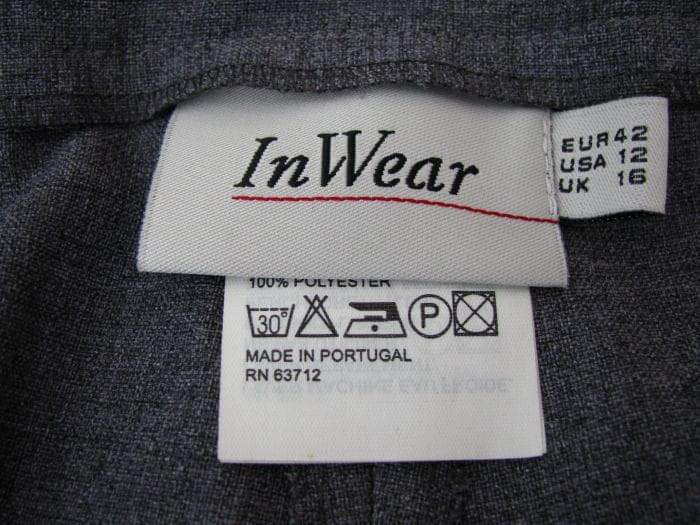 InWear
EUR 42
USA 12
UK 16
100% POLYESTER
30°
P
MADE IN PORTUGAL
RN 63712